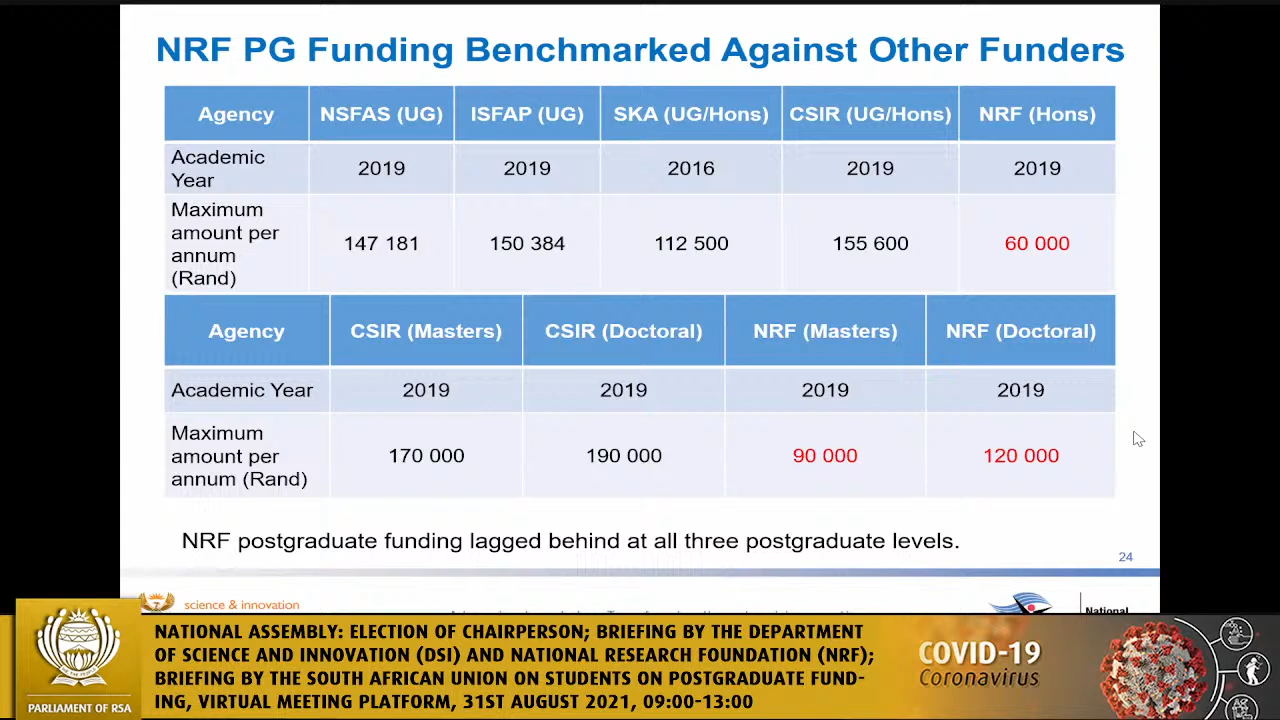 NRF PG Funding Benchmarked Against Other Funders
Agency NSFAS (UG) ISFAP (UG) SKA (UG/Hons) CSIR (UG/Hons) NRF (Hons)
Academic
Year
2019 2019 2016 2019 2019
Maximum
amount per
annum
(Rand)
147 181 150 384 112 500 155 600 60 000
Agency CSIR (Masters) CSIR (Doctoral) NRF (Masters) NRF (Doctoral)
Academic Year 2019 2019 2019 2019
Maximum
amount per
annum (Rand)
170 000 190 000 90 000 120 000
NRF postgraduate funding lagged behind at all three postgraduate levels.
24
science & innovation
National
NATIONAL ASSEMBLY: ELECTION OF CHAIRPERSON; BRIEFING BY THE DEPARTMENT
OF SCIENCE AND INNOVATION (DSI) AND NATIONAL RESEARCH FOUNDATION (NRF);
BRIEFING BY THE SOUTH AFRICAN UNION ON STUDENTS ON POSTGRADUATE FUND-
ING, VIRTUAL MEETING PLATFORM, 31ST AUGUST 2021, 09:00-13:00
PARLIAMENT OF RSA
COVID-19
Coronavirus